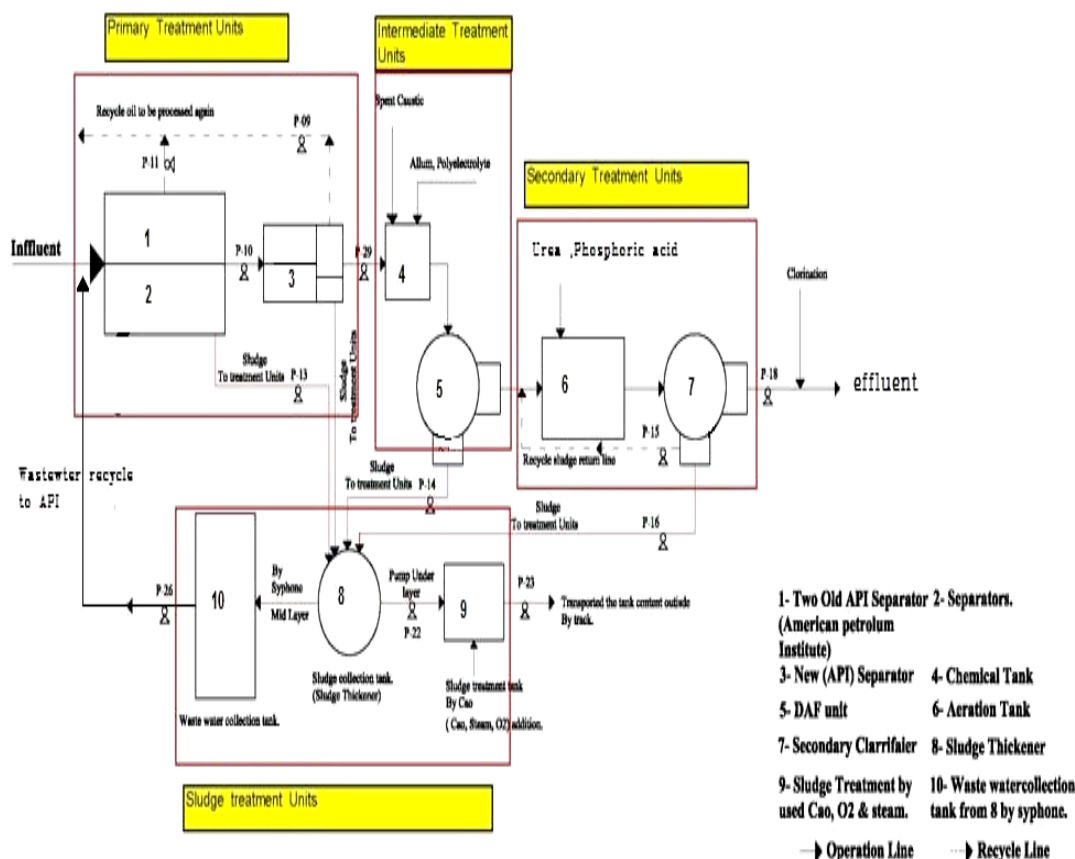 Primary Treatment Units
Intermediate Treatment
Units
Spent Caustic
Recycle oil to be processed again
P-09
P-11
Allum, Polyelectrolyte
Secondary Treatment Units
Inffluent
1
2
P-10
3
P-29
4
Urea ,Phosphoric acid
Clorination
Sludge
To treatment Units
P-13
Sludge
To treatment Units
5
6
7
P-18
effluent
P-15
Recycle sludge return line
Wastewter recycle
to API
Sludge
To treatment Units
P-14
Sludge
To treatment Units
P-16
P-26
10
By
Syphone
Mid Layer
8
Pump Under
layer
P-22
9
P-23
Transported the tank content outside
By track.
Sludge collection tank.
(Sludge Thickener)
Sludge treatment tank
By Cao
( Cao, Steam, O2) addition.
Waste water collection tank.
Sludge treatment Units
1- Two Old API Separator 2- Separators.
(American petrolum
Institute)
3- New (API) Separator 4- Chemical Tank
5- DAF unit 6- Aeration Tank
7- Secondary Clarrifaier 8- Sludge Thickener
9- Sludge Treatment by 10- Waste watercollection
used Cao, O2 & steam. tank from 8 by syphone.
Operation Line Recycle Line